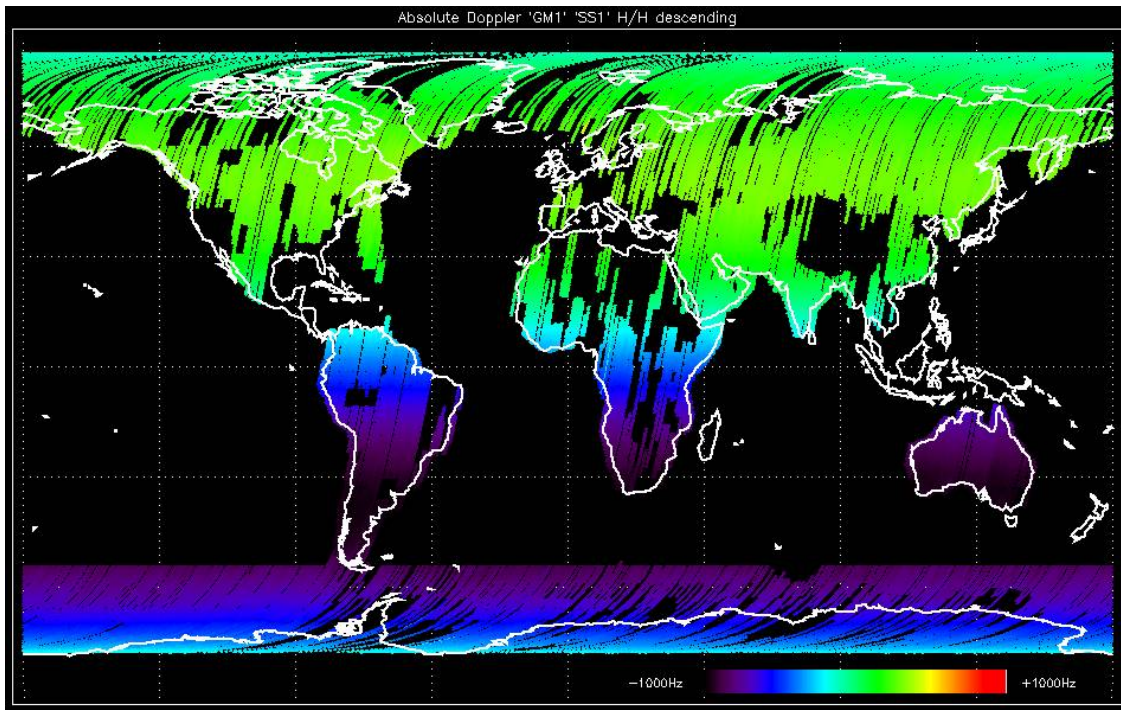 Absolute Doppler 'GM1' 'SS1' H/H descending
−1000Hz +1000Hz